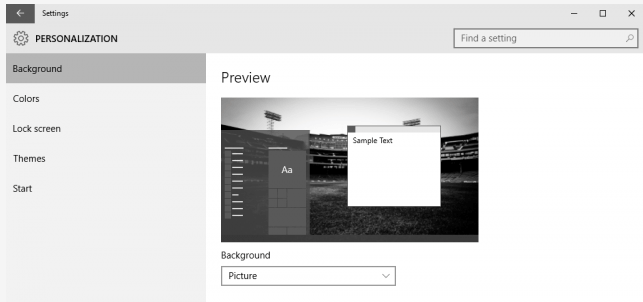 Settings
PERSONALIZATION
Find a setting
Background
Colors
Lock screen
Themes
Start
Preview
Sample Text
Aa
Background
Picture